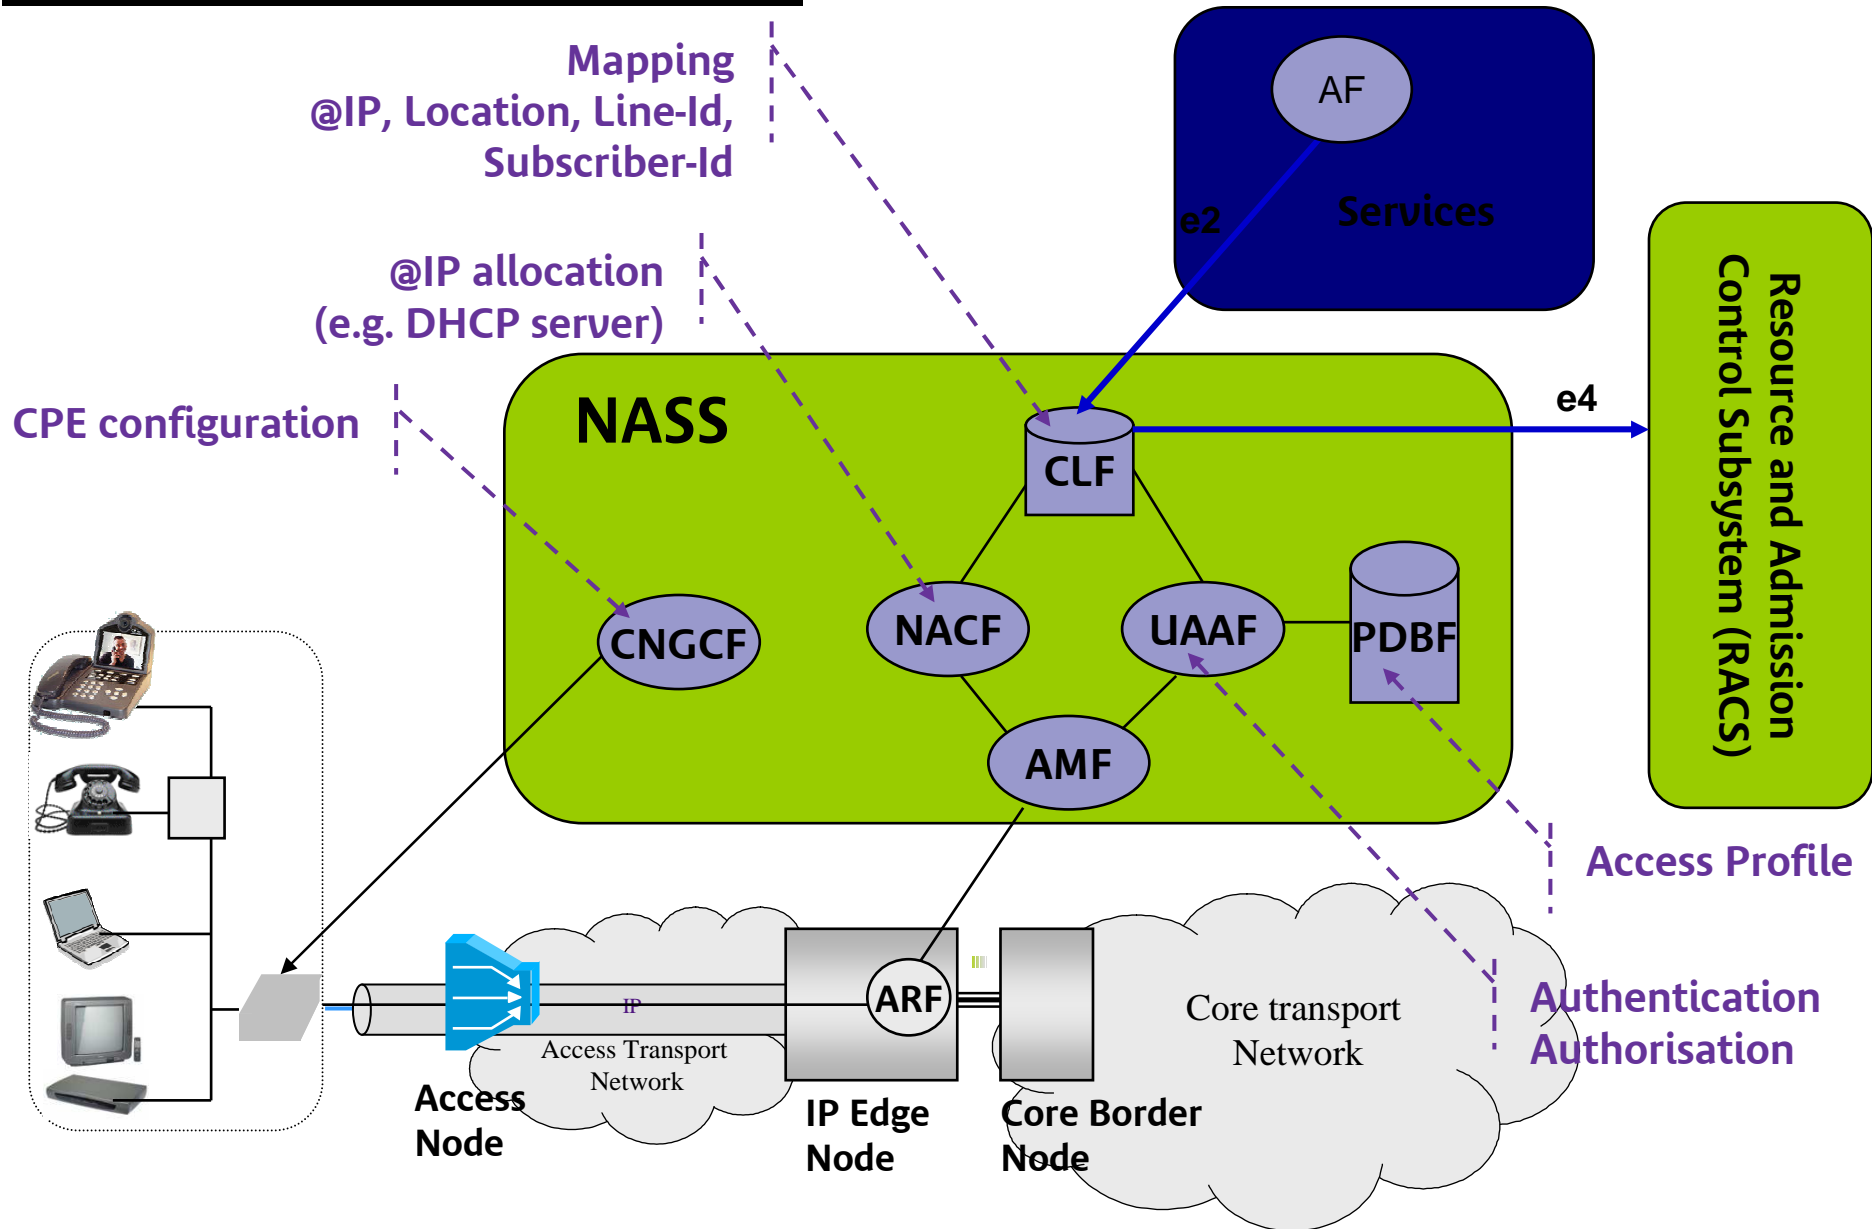 Mapping
@IP, Location, Line-Id,
Subscriber-Id
AF
e2
Services
@IP allocation
(e.g. DHCP server)
Resource and Admission
Control Subsystem (RACS)
CPE configuration
NASS
e4
CLF
CNGCF
NACF
UAAF
PDBF
AMF
Access Profile
IP
ARF
Access Transport
Network
Core transport
Network
Authentication
Authorisation
Access
Node
IP Edge
Node
Core Border
Node